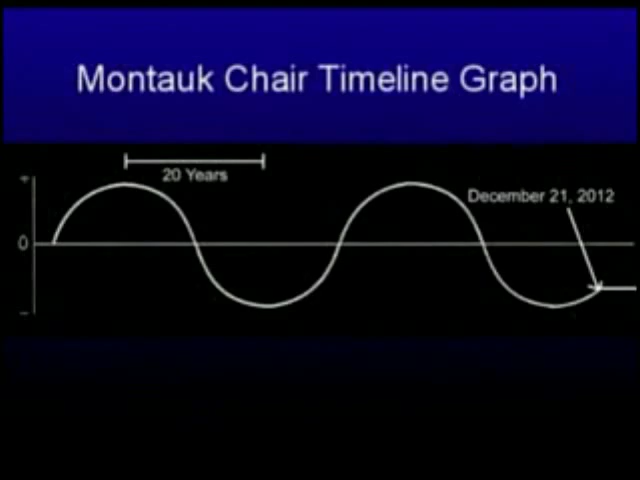 Montauk Chair Timeline Graph
20 Years
+
December 21, 2012
0
-